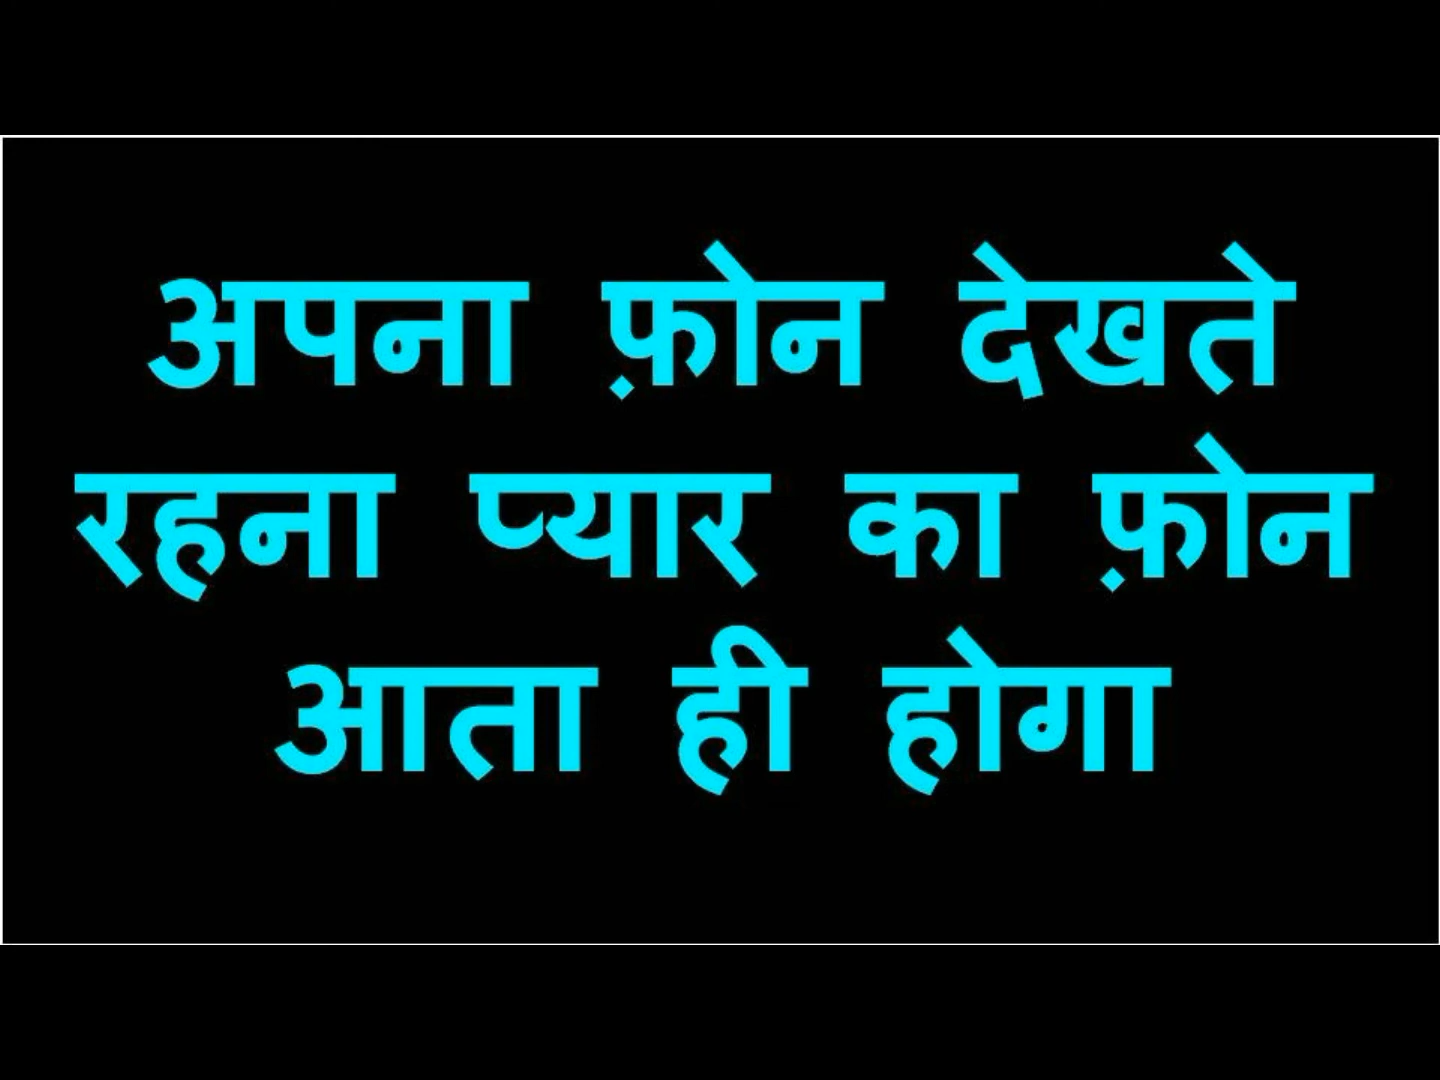 अपना फ़ोन देखते
रहना प्यार का फ़ोन
आता ही होगा